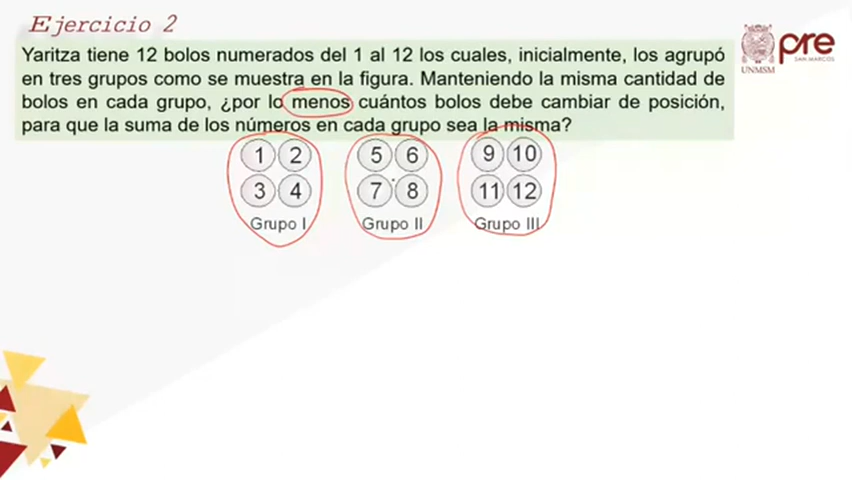 Ejercicio 2
Yaritza tiene 12 bolos numerados del 1 al 12 los cuales, inicialmente, los agrupó
en tres grupos como se muestra en la figura. Manteniendo la misma cantidad de
bolos en cada grupo, ¿por lo menos cuántos bolos debe cambiar de posición,
para que la suma de los números en cada grupo sea la misma?
UNMSM
pre
SAN MARCOS
1 2 5 6 9 10
3 4 7 8 11 12
Grupo I Grupo II Grupo III